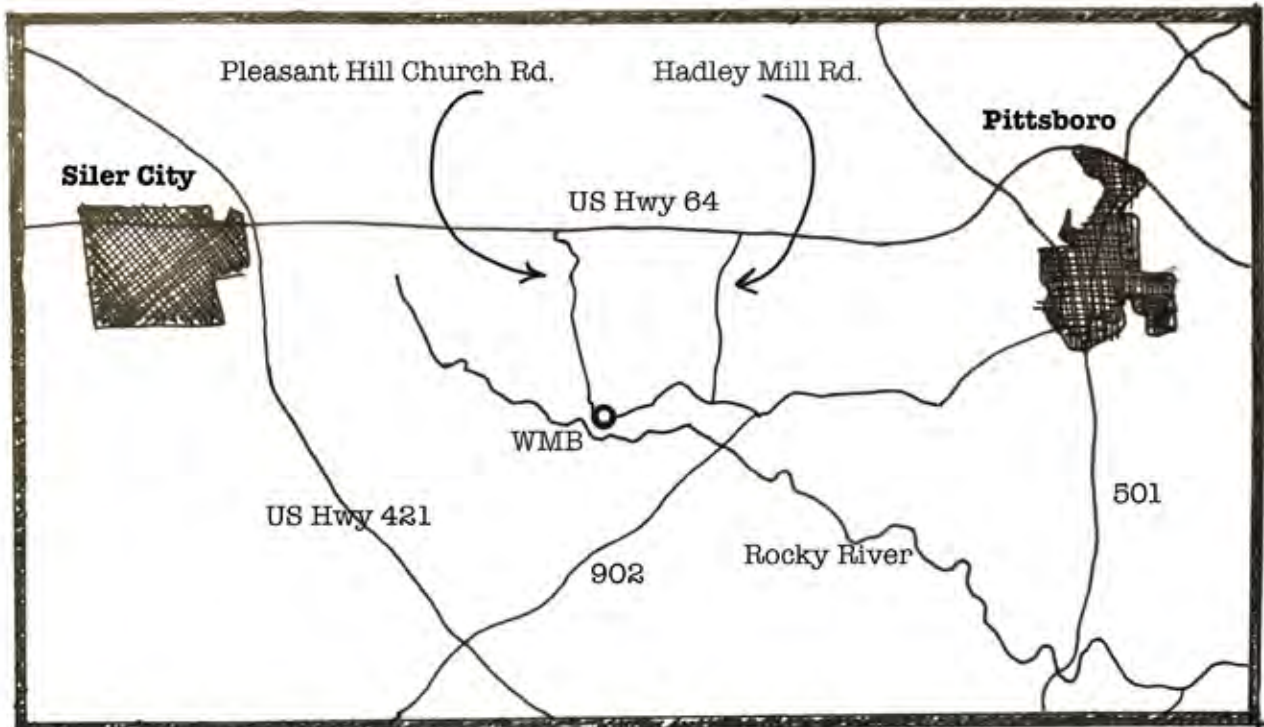 Pleasant Hill Church Rd.
Hadley Mill Rd.
Pittsboro
Siler City
US Hwy 64
WMB
501
US Hwy 421
Rocky River
902